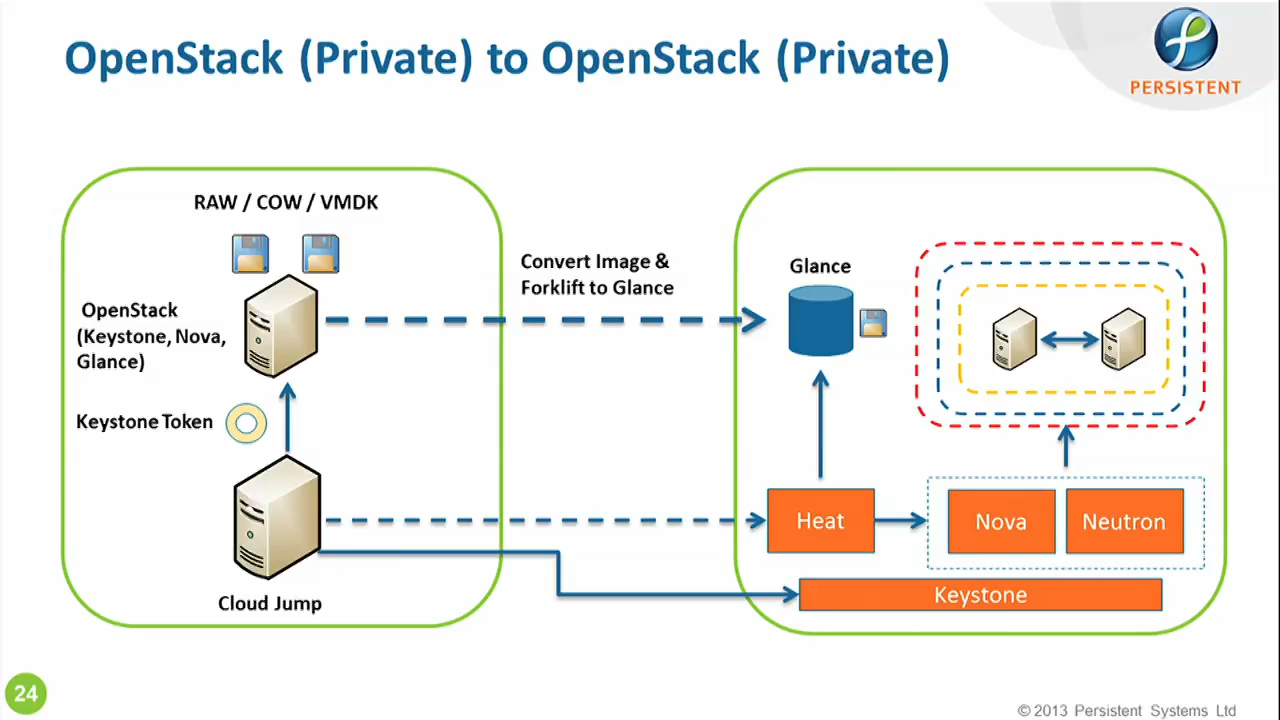 OpenStack (Private) to OpenStack (Private)
PERSISTENT
RAW / COW / VMDK
OpenStack
(Keystone, Nova,
Glance)
Keystone Token
Cloud Jump
Convert Image &
Forklift to Glance
Glance
Heat
Nova
Neutron
Keystone
24
© 2013 Persistent Systems Ltd